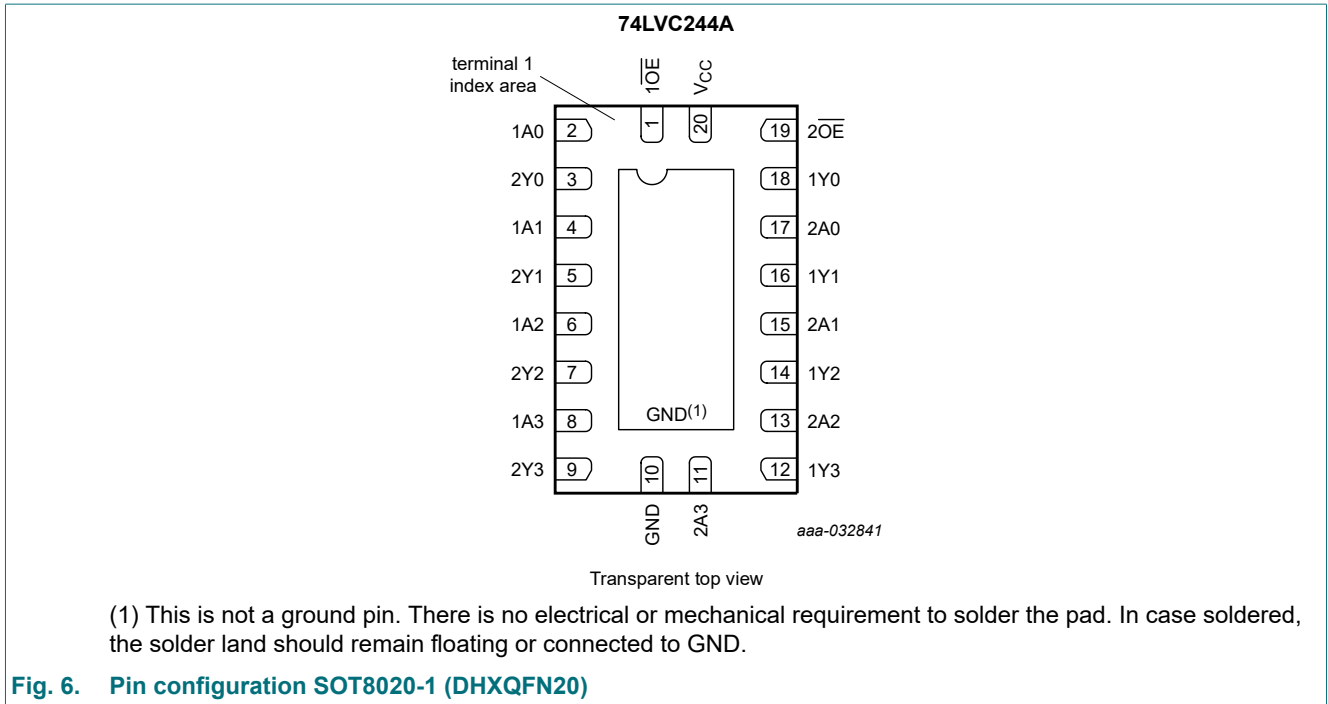 74LVC244A
terminal 1
index area
1OE
VCC
1A0 2 1 20 19 2OE
2Y0 3 18 1Y0
1A1 4 17 2A0
2Y1 5 16 1Y1
1A2 6 15 2A1
2Y2 7 14 1Y2
1A3 8 GND(1) 13 2A2
2Y3 9 10 11 12 1Y3
GND
2A3
aaa-032841
Transparent top view
(1) This is not a ground pin. There is no electrical or mechanical requirement to solder the pad. In case soldered,
the solder land should remain floating or connected to GND.
Fig. 6. Pin configuration SOT8020-1 (DHXQFN20)